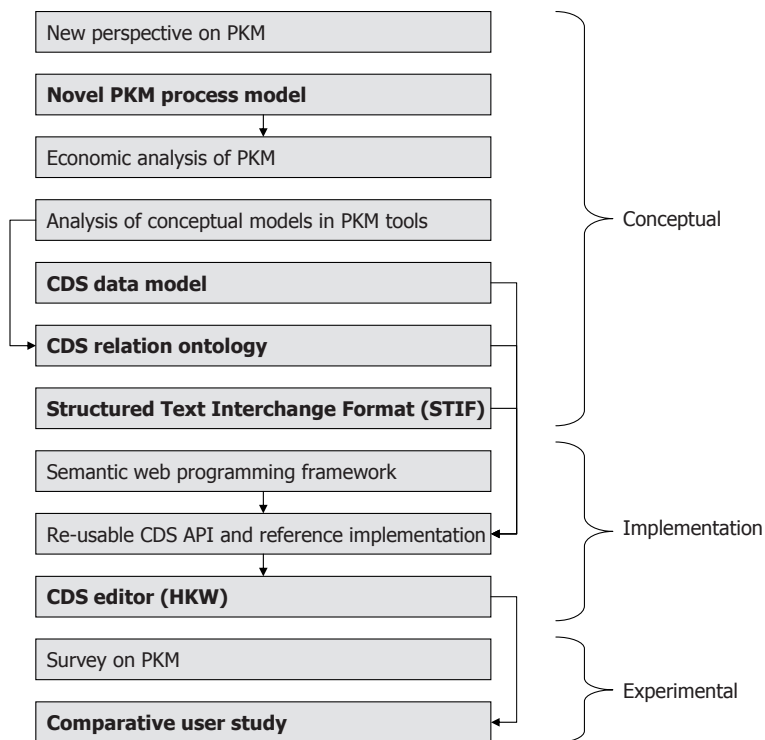 New perspective on PKM
Novel PKM process model
Economic analysis of PKM
Analysis of conceptual models in PKM tools
CDS data model
CDS relation ontology
Structured Text Interchange Format (STIF)
Conceptual
Semantic web programming framework
Re-usable CDS API and reference implementation
CDS editor (HKW)
Implementation
Survey on PKM
Comparative user study
Experimental